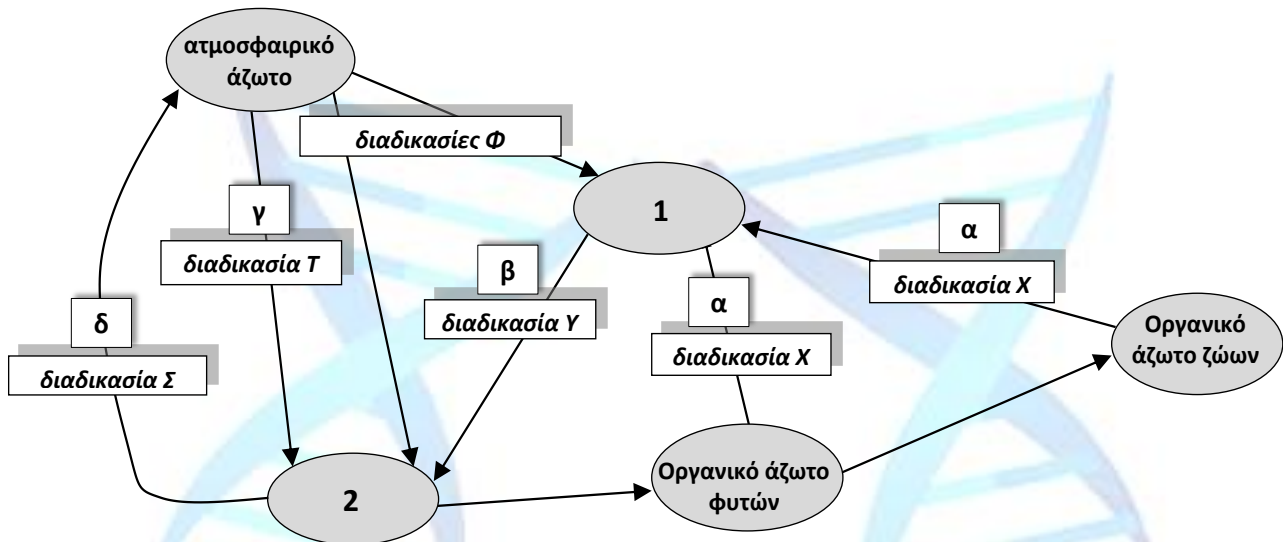 ατμοσφαιρικό
άζωτο
διαδικασίες Φ
1
γ
α
διαδικασία Τ
β
διαδικασία Χ
δ
διαδικασία Υ
α
Οργανικό
άζωτο ζώων
διαδικασία Σ
διαδικασία Χ
2
Οργανικό άζωτο
φυτών